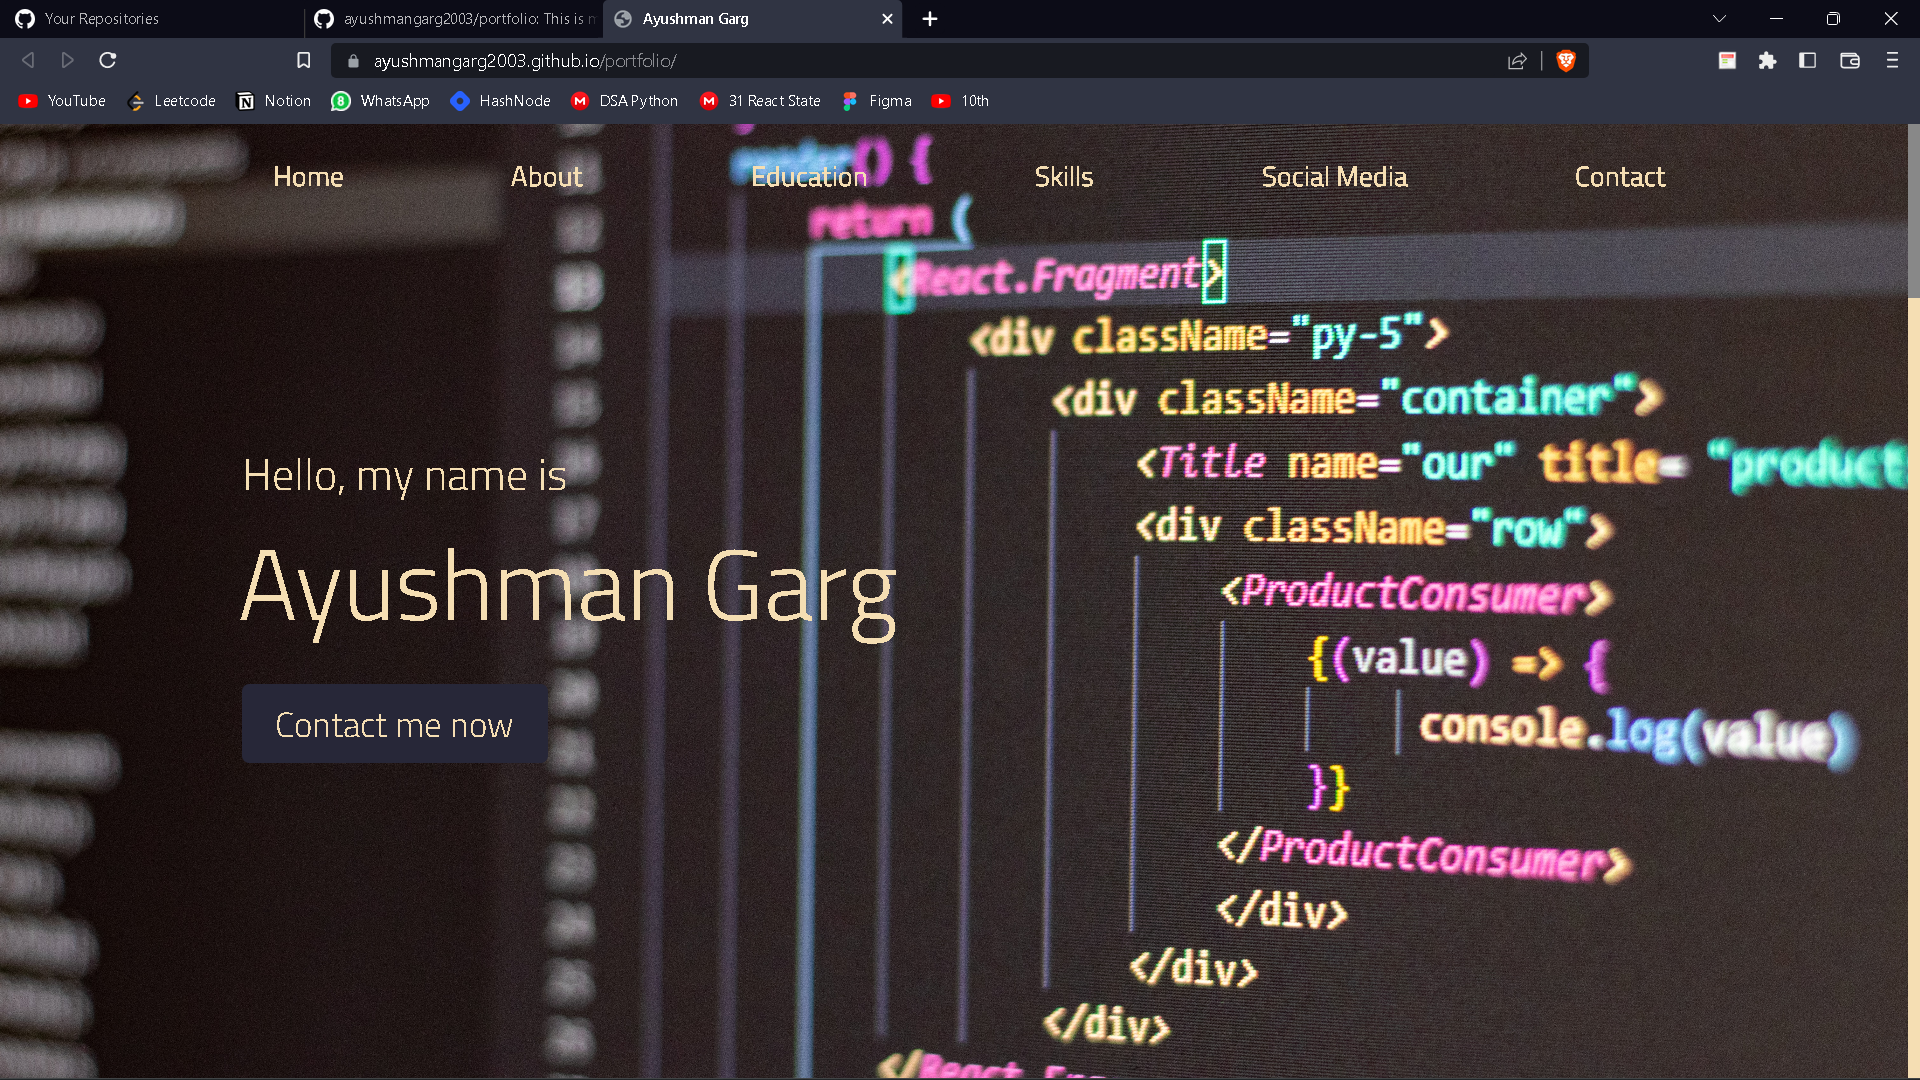 Your Repositories
ayushmangarg2003/portfolio: This is
Ayushman Garg
ayushmangarg2003.github.io/portfolio/
YouTube Leetcode Notion WhatsApp HashNode DSA Python 31 React State Figma 10th
Home About Education Skills Social Media Contact
render() {
return (
<React.Fragment>
<div className="py-5">
<div className="container">
<Title name="our" title= "product
<div className="row">
<ProductConsumer>
{(value) => {
console.log(value)
}}
</ProductConsumer>
</div>
</div>
</div>
</React.
Hello, my name is
Ayushman Garg
Contact me now